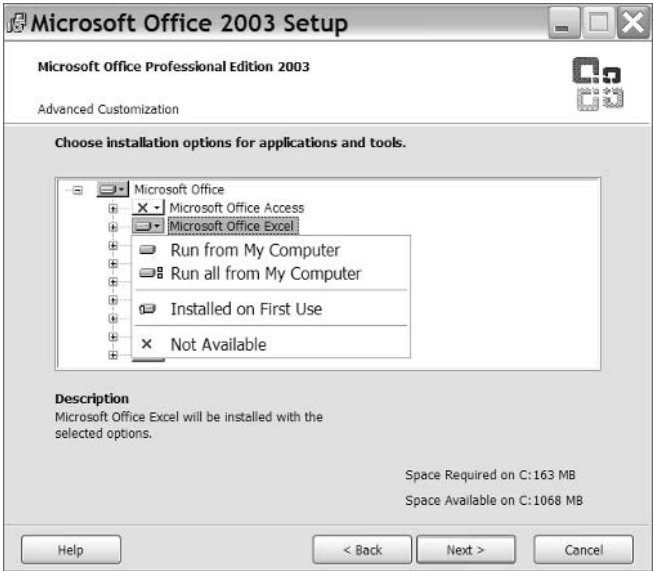 Microsoft Office 2003 Setup
Microsoft Office Professional Edition 2003
Advanced Customization
Choose installation options for applications and tools.
Microsoft Office
Microsoft Office Access
Microsoft Office Excel
Run from My Computer
Run all from My Computer
Installed on First Use
Not Available
Description
Microsoft Office Excel will be installed with the
selected options.
Space Required on C:163 MB
Space Available on C:1068 MB
Help
< Back
Next >
Cancel